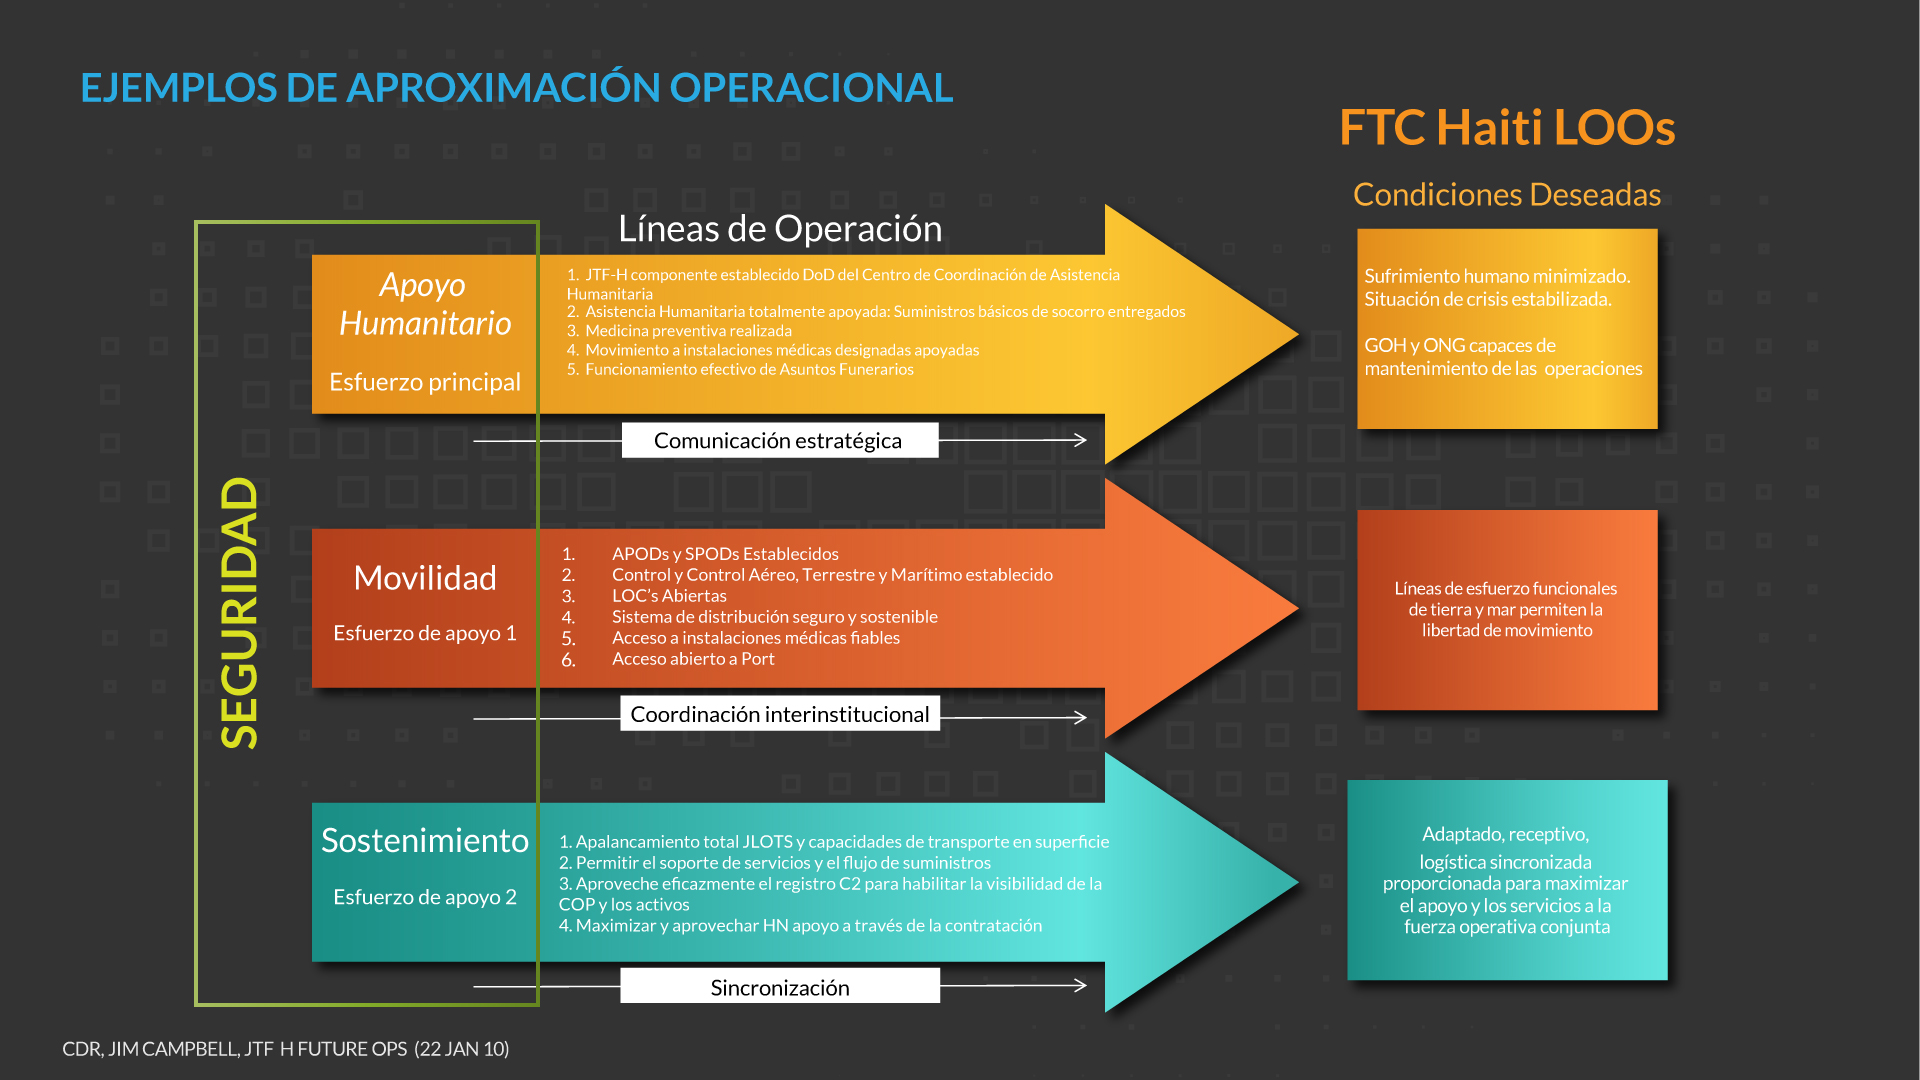 EJEMPLOS DE APROXIMACIÓN OPERACIONAL
FTC Haiti LOOs
Condiciones Deseadas
Líneas de Operación
SEGURIDAD
Apoyo
Humanitario
Esfuerzo principal
1. JTF-H componente establecido DoD del Centro de Coordinación de Asistencia
Humanitaria
2. Asistencia Humanitaria totalmente apoyada: Suministros básicos de socorro entregados
3. Medicina preventiva realizada
4. Movimiento a instalaciones médicas designadas apoyadas
5. Funcionamiento efectivo de Asuntos Funerarios
Sufrimiento humano minimizado.
Situación de crisis estabilizada.
GOH y ONG capaces de
mantenimiento de las operaciones
Comunicación estratégica
Movilidad
Esfuerzo de apoyo 1
1. APODs y SPODs Establecidos
2. Control y Control Aéreo, Terrestre y Marítimo establecido
3. LOC's Abiertas
4. Sistema de distribución seguro y sostenible
5. Acceso a instalaciones médicas fiables
6. Acceso abierto a Port
Líneas de esfuerzo funcionales
de tierra y mar permiten la
libertad de movimiento
Coordinación interinstitucional
Sostenimiento
Esfuerzo de apoyo 2
1. Apalancamiento total JLOTS y capacidades de transporte en superficie
2. Permitir el soporte de servicios y el flujo de suministros
3. Aproveche eficazmente el registro C2 para habilitar la visibilidad de la
COP y los activos
4. Maximizar y aprovechar HN apoyo a través de la contratación
Adaptado, receptivo,
logística sincronizada
proporcionada para maximizar
el apoyo y los servicios a la
fuerza operativa conjunta
Sincronización
CDR, JIM CAMPBELL, JTF H FUTURE OPS (22 JAN 10)